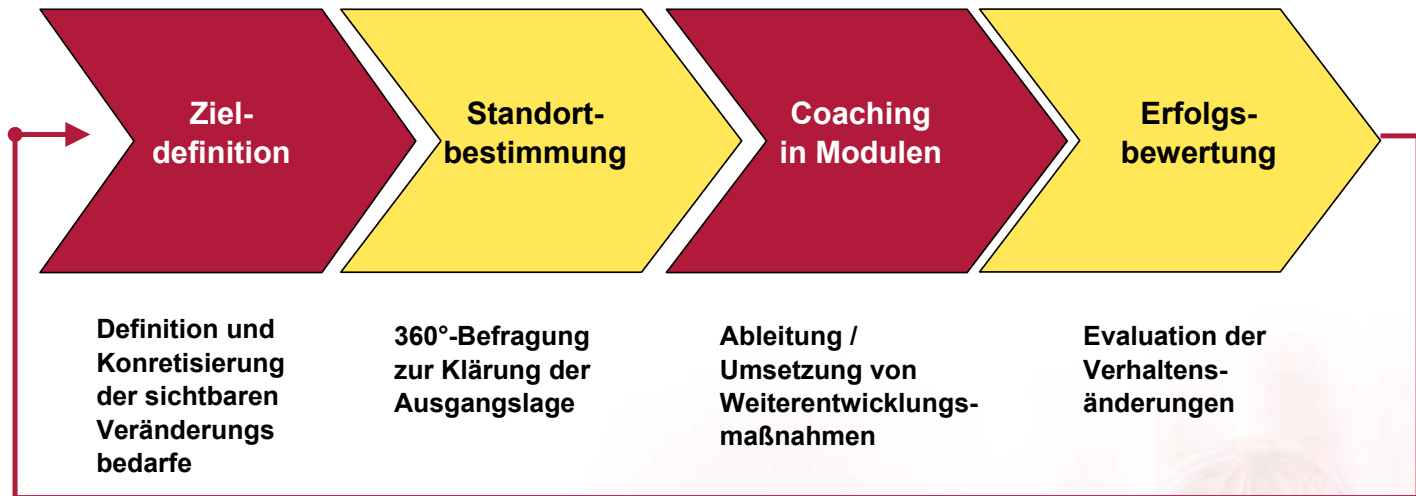 Ziel-
definition
Standort-
bestimmung
Coaching
in Modulen
Erfolgs-
bewertung
Definition und
Konretisierung
der sichtbaren
Veränderungs
bedarfe
360°-Befragung
zur Klärung der
Ausgangslage
Ableitung /
Umsetzung von
Weiterentwicklungs-
maßnahmen
Evaluation der
Verhaltens-
änderungen